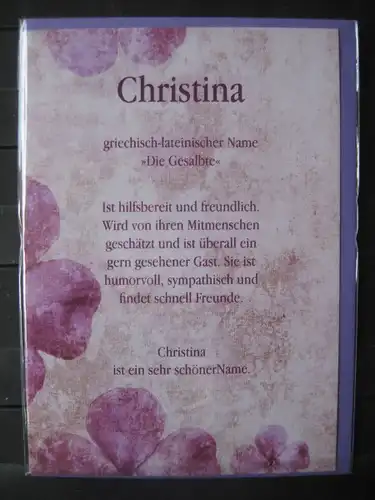 Christina
griechisch-lateinischer Name
»Die Gesalbte«
Ist hilfsbereit und freundlich.
Wird von ihren Mitmenschen
geschätzt und ist überall ein
gern gesehener Gast. Sie ist
humorvoll, sympathisch und
findet schnell Freunde.
Christina
ist ein sehr schönerName.